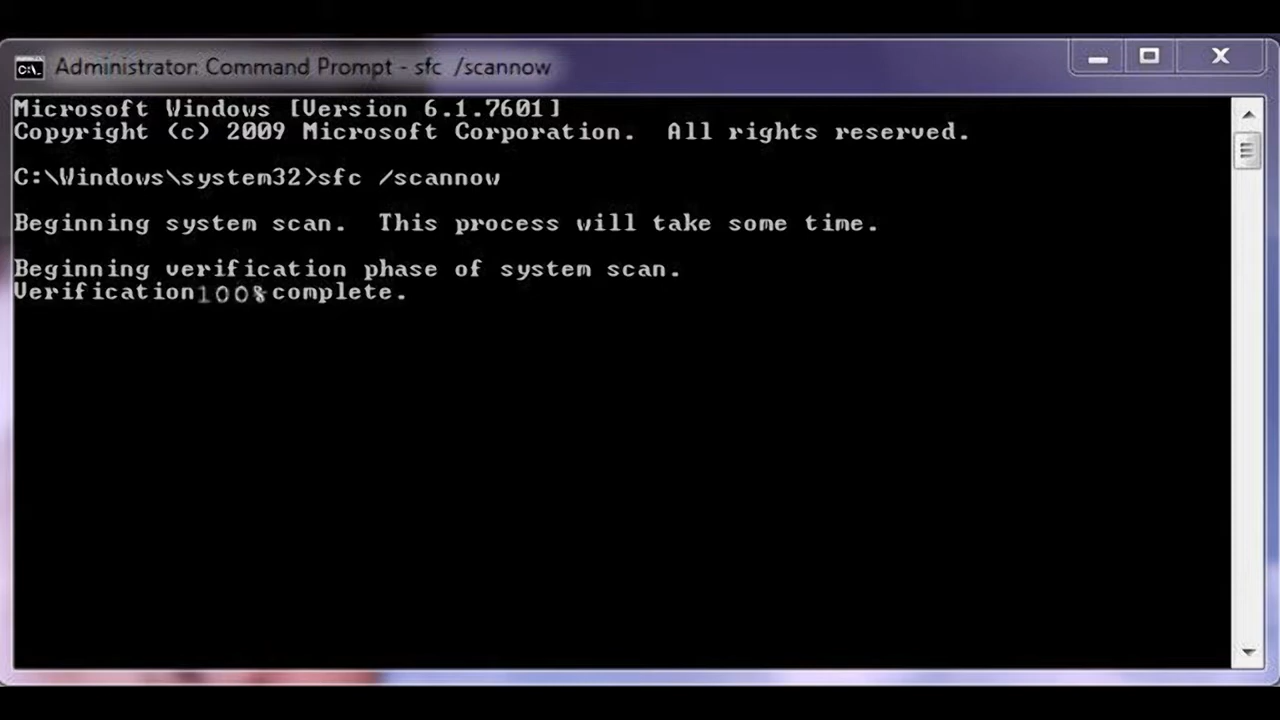 Administrator: Command Prompt - sfc /scannow
Microsoft Windows [Version 6.1.7601]
Copyright (c) 2009 Microsoft Corporation. All rights reserved.
C:\Windows\system32>sfc /scannow
Beginning system scan. This process will take some time.
Beginning verification phase of system scan.
Verification 100% complete.